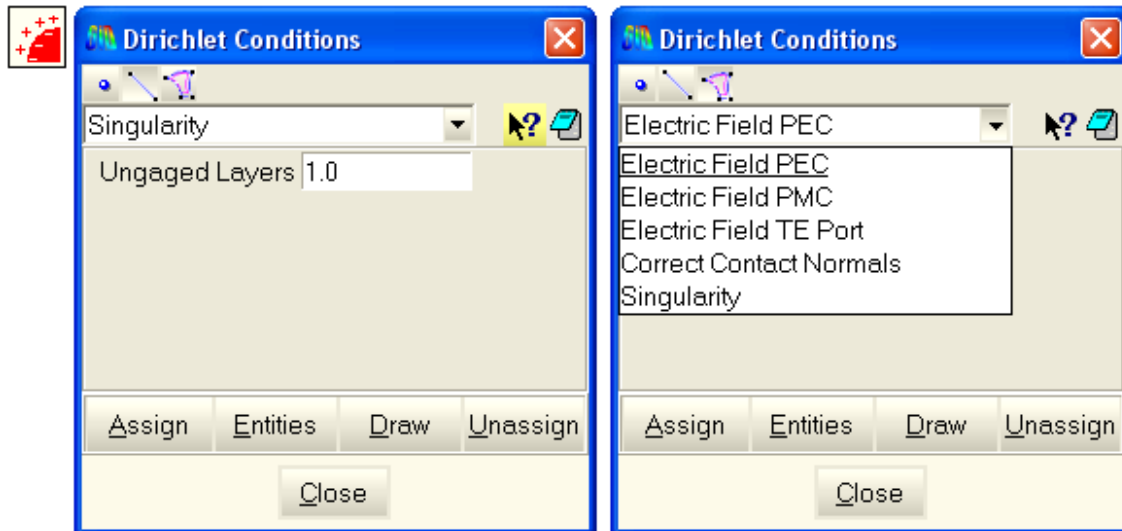 Dirichlet Conditions
Singularity
Ungaged Layers 1.0
Assign Entities Draw Unassign
Close
Dirichlet Conditions
Electric Field PEC
Electric Field PEC
Electric Field PMC
Electric Field TE Port
Correct Contact Normals
Singularity
Assign Entities Draw Unassign
Close